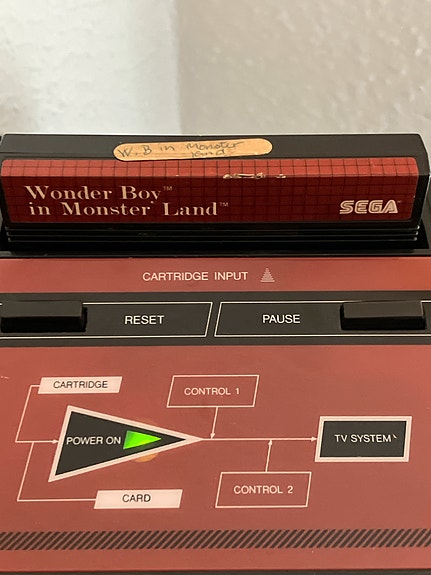 W.B in Monster
land
Wonder Boy™
in Monster Land™
SEGA
CARTRIDGE INPUT
RESET
PAUSE
CARTRIDGE
CONTROL 1
POWER ON
TV SYSTEM
CARD
CONTROL 2